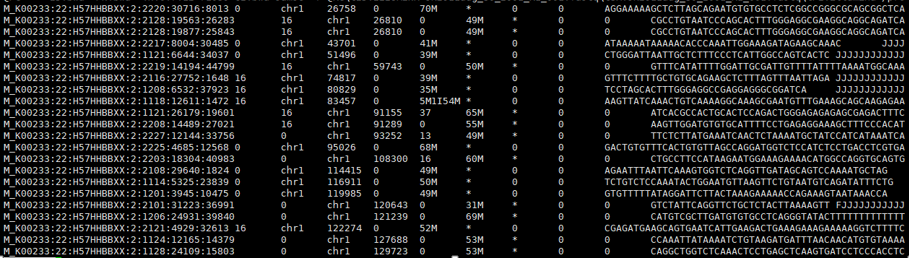 M_K00233:22:H57HHBBXX:2:2220:30716:8013 0 chr1 26758 0 70M * 0 0 AGGAAAAAGCTCTTAGCAGAATGTGTGCCTCTCGGCGGGCGCAGCGGCTCA
M_K00233:22:H57HHBBXX:2:2128:19563:26283 16 chr1 26810 0 49M * 0 0 CGCCTGTAATCCCAGCACTTTGGGAGGCGAAGGCAGGCAGATCA
M_K00233:22:H57HHBBXX:2:2128:19877:25843 16 chr1 26810 0 49M * 0 0 CGCCTGTAATCCCAGCACTTTGGGAGGCGAAGGCAGGCAGATCA
M_K00233:22:H57HHBBXX:2:2217:8004:30485 0 chr1 43701 0 41M * 0 0 ATAAAAATAAAAACACCCAAATTGGAAAGATAGAAGCAAAC JJJJJ
M_K00233:22:H57HHBBXX:2:1121:6644:34037 0 chr1 51496 0 39M * 0 0 CTGGGATTAATTGCTCTTTCCCTCATTGGCCAGTCACTC JJJJJJJJJJJ
M_K00233:22:H57HHBBXX:2:2219:14194:44799 16 chr1 59743 0 50M * 0 0 GTTTCATATTTTGGATTGCGATTGTTTTATTTTTAAAATGGCAAA
M_K00233:22:H57HHBBXX:2:2116:27752:1648 16 chr1 74817 0 39M * 0 0 GTTTCTTTTGCTGTGCAGAAGCTCTTTAGTTTAATTAGA JJJJJJJJJJJ
M_K00233:22:H57HHBBXX:2:1208:6532:37923 16 chr1 80829 0 35M * 0 0 TCCTAGCACTTTGGGAGGCCGAGGAGGGCGGATCA JJJJJJJJJJJ
M_K00233:22:H57HHBBXX:2:1118:12611:1472 16 chr1 83457 0 5M1I54M * 0 0 AAGTTATCAAACTGTCAAAAGGCAAAGCGAATGTTTGAAAGCAGCAAGAGAA
M_K00233:22:H57HHBBXX:2:1121:26179:19601 16 chr1 91155 37 65M * 0 0 ATCACGCCACTGCACTCCAGACTGGGAGAGAGAGCGAGACTTTC
M_K00233:22:H57HHBBXX:2:2208:14489:27021 16 chr1 91289 0 55M * 0 0 AAGTTGGATGTGTGCATTTTCCTGAGAGGAAAGCTTTCCCACAT
M_K00233:22:H57HHBBXX:2:2227:12144:33756 0 chr1 93252 13 49M * 0 0 TTCTCTTATGAAATCAACTCTAAAATGCTATCCATCATAAATCA
M_K00233:22:H57HHBBXX:2:2225:4685:12568 0 chr1 95026 0 68M * 0 0 GACTGTGTTTCACTGTGTTAGCCAGGATGGTCTCCATCTCCTGACCTCGTGA
M_K00233:22:H57HHBBXX:2:2203:18304:40983 0 chr1 108300 16 60M * 0 0 CTGCCTTCCATAAGAATGGAAAGAAAACATGGCCAGGTGCAGTG
M_K00233:22:H57HHBBXX:2:2108:29640:1824 0 chr1 114415 0 49M * 0 0 AGAATTTAATTCAAAATGTGGTCTCAGGTTGATAGCAGTCCAAAATGCTAG
M_K00233:22:H57HHBBXX:2:1114:5325:23839 0 chr1 116911 0 50M * 0 0 TCTGTCTCCAAATACTGGAATGTTAAGTTCTGTAATGTCAGATATTTCTG
M_K00233:22:H57HHBBXX:2:1201:3945:10475 0 chr1 119985 0 49M * 0 0 GTGTTTTTATAGGATTCTTACTAAAGAAAAACCAGAAAGTAATAAACCA
M_K00233:22:H57HHBBXX:2:2101:31223:36991 0 chr1 120643 0 31M * 0 0 GTCTATTCAGGTTCTGCTCTACTTAAAAGTT FJJJJJJJJJJJ
M_K00233:22:H57HHBBXX:2:1206:24931:39840 0 chr1 121239 0 69M * 0 0 CATGTCGCTTGATGTGTGCCTCAGGGTATACTTTTTTTTTTTTT
M_K00233:22:H57HHBBXX:2:2121:4929:32632 16 chr1 122274 0 52M * 0 0 CGAGATGAAGCAGTGAATCATTGAAGACTGAAAGAAGAAAAAGGTCTTTTC
M_K00233:22:H57HHBBXX:2:1124:12165:14379 0 chr1 127688 0 53M * 0 0 CCAAATTATAAAATCTGTAAGATGATTTAACAACATGTGTAAAA
M_K00233:22:H57HHBBXX:2:1128:24109:15803 0 chr1 129723 0 53M * 0 0 CAGGCTGGTCTCAAACTCCTGAGCTCAAGTGATCCTCCCACCTC